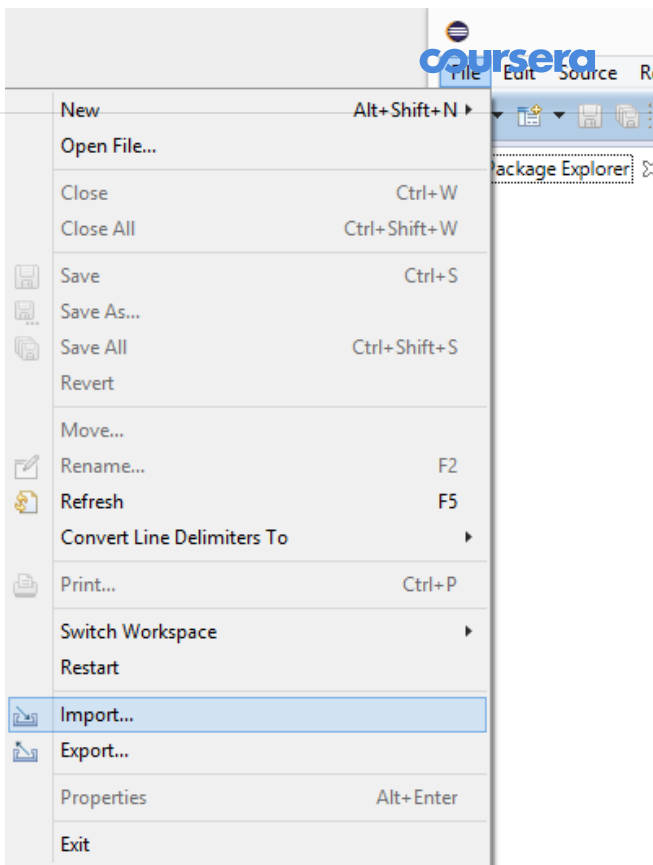 coursera
File Edit Source
Package Explorer
New Alt+Shift+N
Open File...
Close Ctrl+W
Close All Ctrl+Shift+W
Save Ctrl+S
Save As...
Save All Ctrl+Shift+S
Revert
Move...
Rename... F2
Refresh F5
Convert Line Delimiters To
Print... Ctrl+P
Switch Workspace
Restart
Import...
Export...
Properties Alt+Enter
Exit